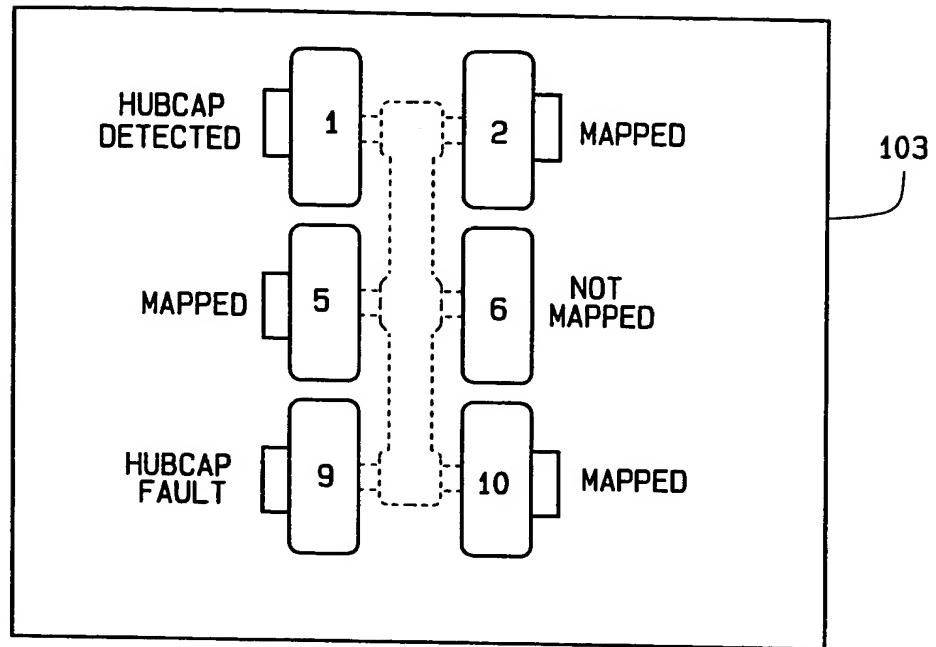 HUBCAP
DETECTED
1
2
MAPPED
103
MAPPED
5
6
NOT
MAPPED
HUBCAP
FAULT
9
10
MAPPED